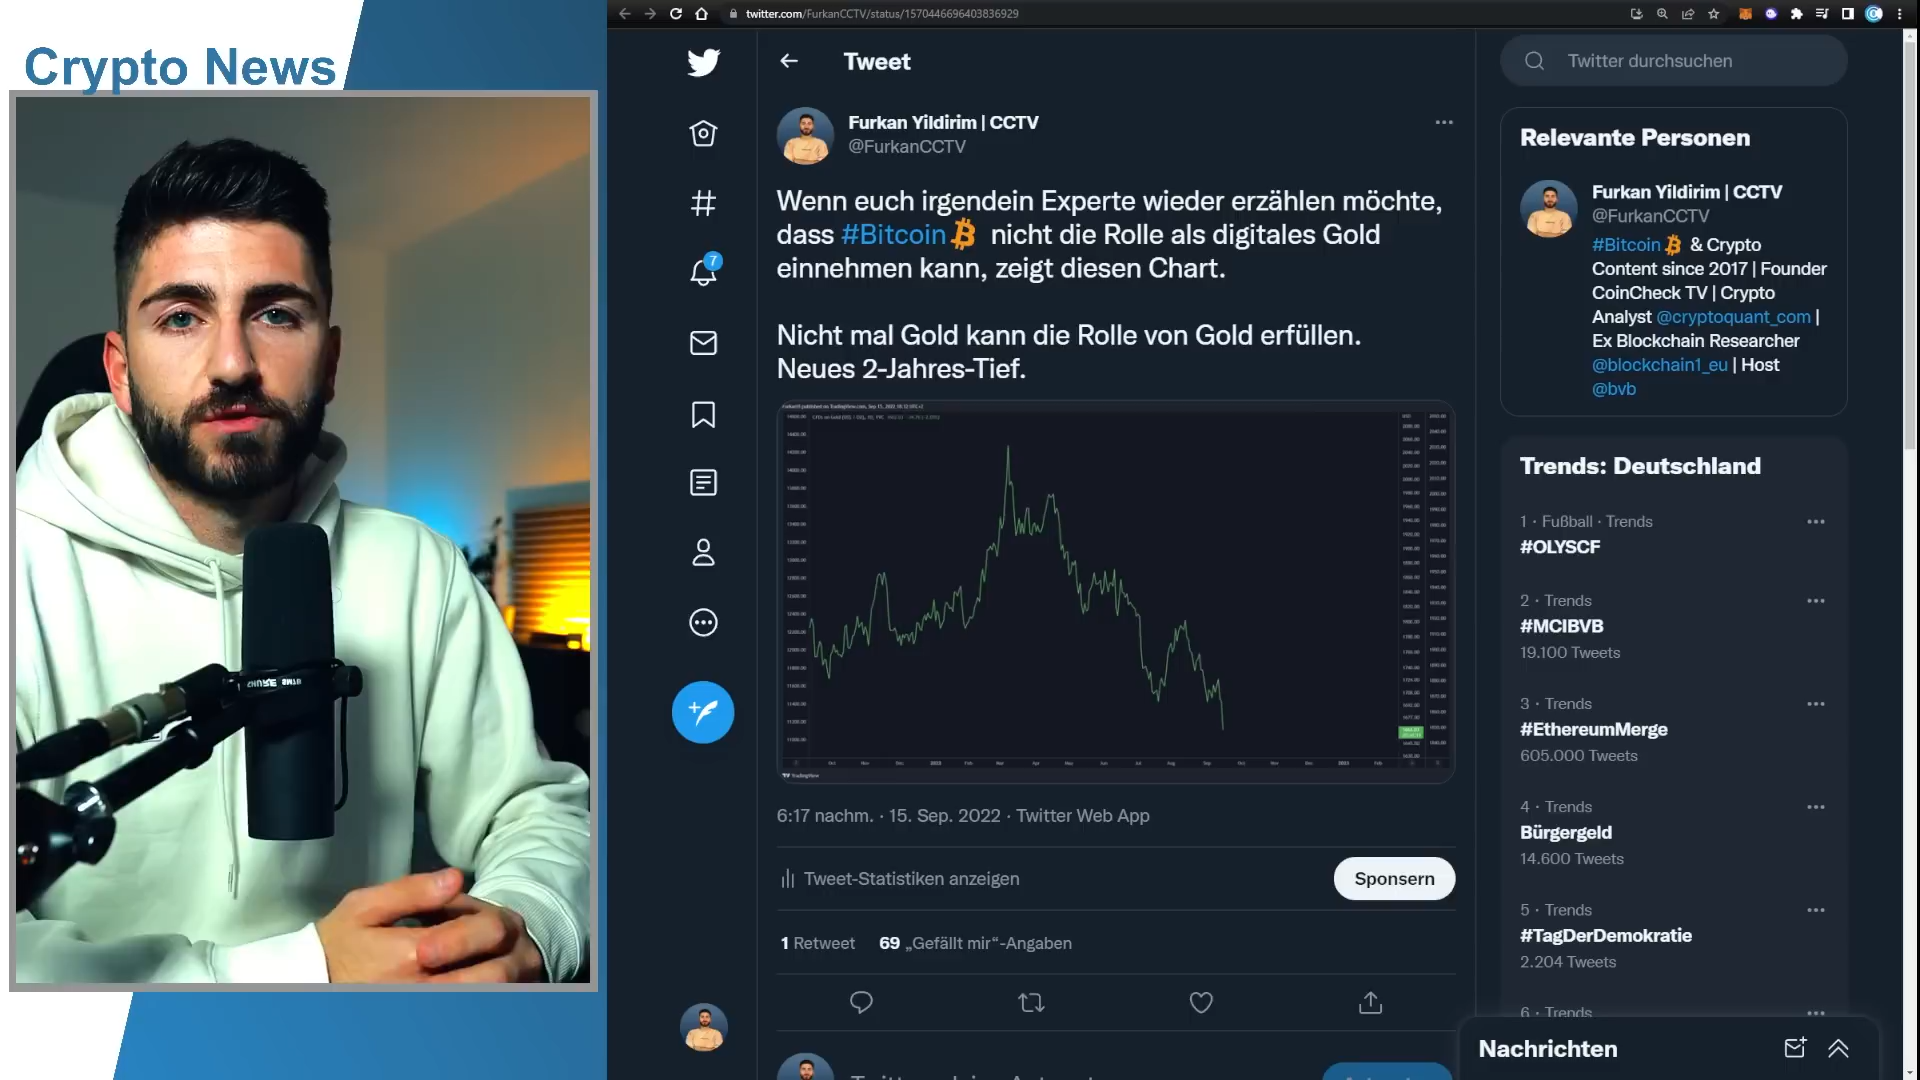 Crypto News
twitter.com/FurkanCCTV/status/1570446696403836929
Tweet
Furkan Yildirim | CCTV
@FurkanCCTV
Wenn euch irgendein Experte wieder erzählen möchte,
dass #Bitcoin nicht die Rolle als digitales Gold
einnehmen kann, zeigt diesen Chart.
Nicht mal Gold kann die Rolle von Gold erfüllen.
Neues 2-Jahres-Tief.
TradingView
6:17 nachm. · 15. Sep. 2022 · Twitter Web App
Tweet-Statistiken anzeigen
Sponsern
1 Retweet 69 „Gefällt mir“-Angaben
7
SHURE SM7B
Twitter durchsuchen
Relevante Personen
Furkan Yildirim | CCTV
@FurkanCCTV
#Bitcoin & Crypto
Content since 2017 | Founder
CoinCheck TV | Crypto
Analyst @cryptoquant_com |
Ex Blockchain Researcher
@blockchain1_eu | Host
@bvb
Trends: Deutschland
1 · Fußball · Trends
#OLYSCF
2 · Trends
#MCIBVB
19.100 Tweets
3 · Trends
#EthereumMerge
605.000 Tweets
4 · Trends
Bürgergeld
14.600 Tweets
5 · Trends
#TagDerDemokratie
2.204 Tweets
6 · Trends
Nachrichten